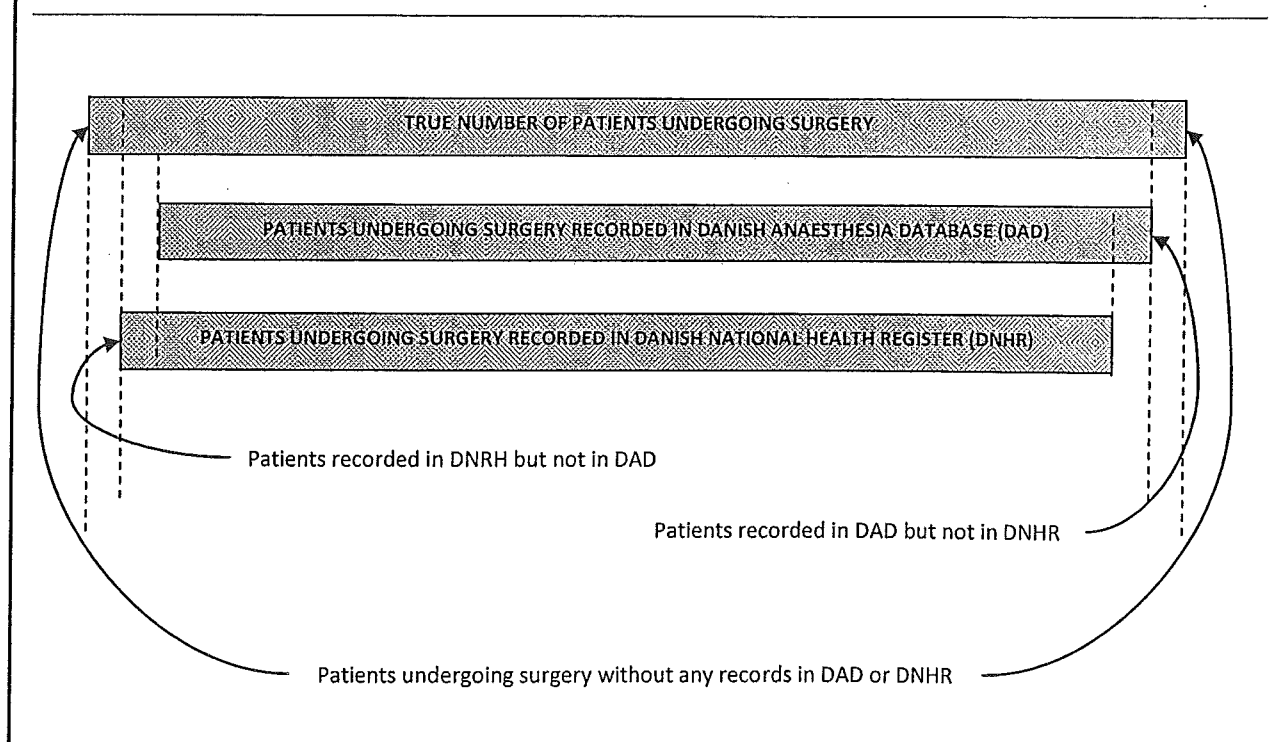 TRUE NUMBER OF PATIENTS UNDERGOING SURGERY
PATIENTS UNDERGOING SURGERY RECORDED IN DANISH ANAESTHESIA DATABASE (DAD)
PATIENTS UNDERGOING SURGERY RECORDED IN DANISH NATIONAL HEALTH REGISTER (DNHR)
Patients recorded in DNRH but not in DAD
Patients recorded in DAD but not in DNHR
Patients undergoing surgery without any records in DAD or DNHR